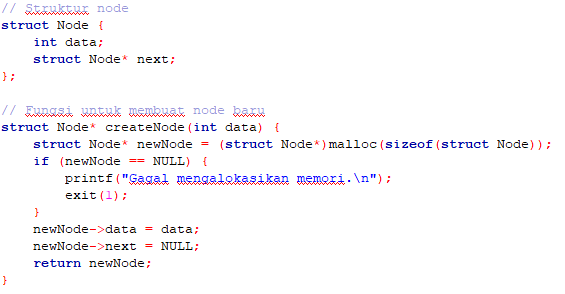 // Struktur node
struct Node {
    int data;
    struct Node* next;
};

// Fungsi untuk membuat node baru
struct Node* createNode(int data) {
    struct Node* newNode = (struct Node*)malloc(sizeof(struct Node));
    if (newNode == NULL) {
        printf("Gagal mengalokasikan memori.\n");
        exit(1);
    }
    newNode->data = data;
    newNode->next = NULL;
    return newNode;
}